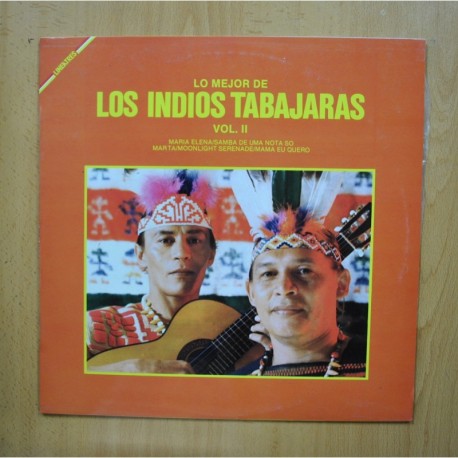 LINEATRES
LO MEJOR DE
LOS INDIOS TABAJARAS
VOL. II
MARIA ELENA/SAMBA DE UMA NOTA SO
MARTA/MOONLIGHT SERENADE/MAMA EU QUERO